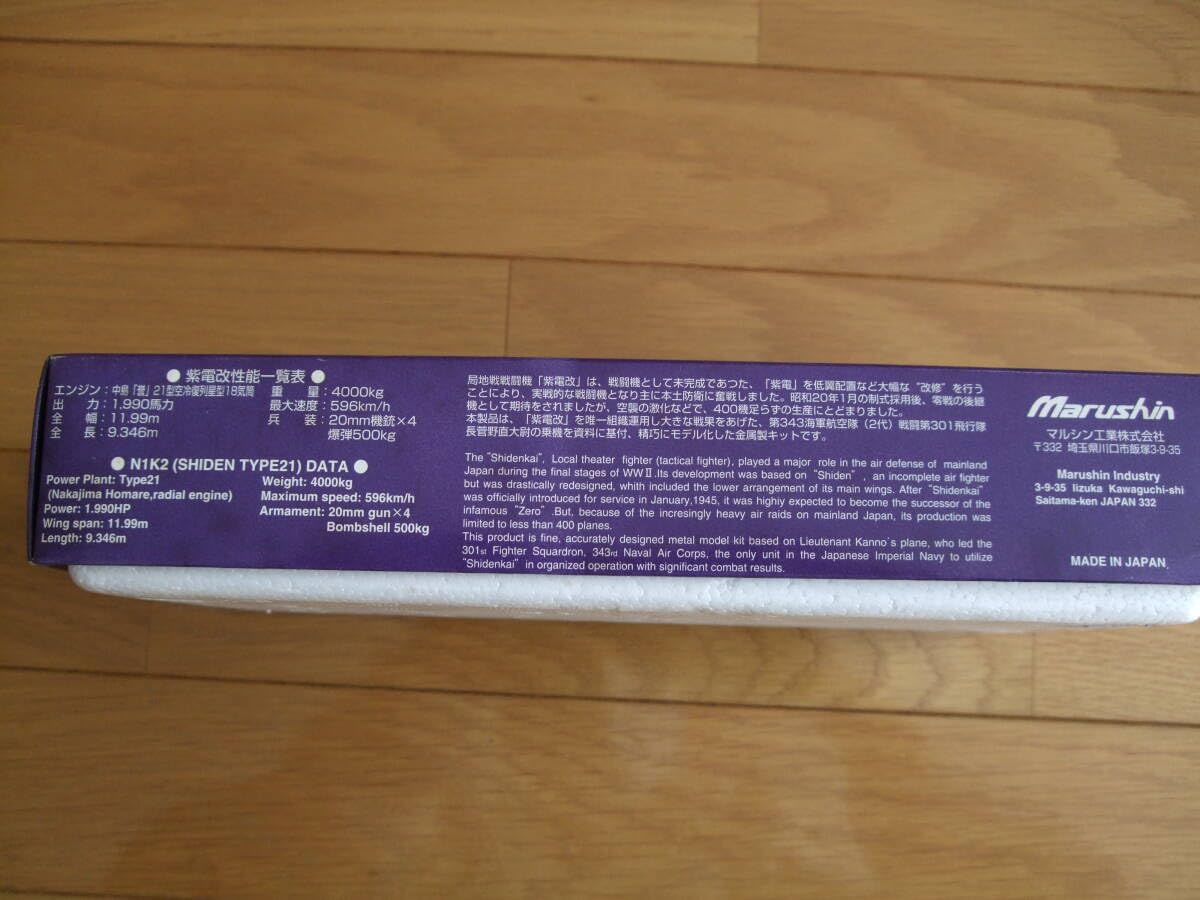 ● 紫電改性能一覧表 ●
エンジン：中島「誉」21型空冷復列星型18気筒
出　　力：1.990馬力
全　　幅：11.99m
全　　長：9.346m
重　　量：4000kg
最大速度：596km/h
兵　　装：20mm機銃×4
爆弾500kg
● N1K2 (SHIDEN TYPE21) DATA ●
Power Plant: Type21
(Nakajima Homare,radial engine)
Power: 1.990HP
Wing span: 11.99m
Length: 9.346m
Weight: 4000kg
Maximum speed: 596km/h
Armament: 20mm gun×4
Bombshell 500kg
局地戦戦闘機「紫電改」は、戦闘機として未完成であつた、「紫電」を低翼配置など大幅な“改修”を行う
ことにより、実戦的な戦闘機となり主に本土防衛に奮戦しました。昭和20年1月の制式採用後、零戦の後継
機として期待をされましたが、空襲の激化などで、400機足らずの生産にとどまりました。
本製品は、「紫電改」を唯一組織運用し大きな戦果をあげた、第343海軍航空隊（2代）戦闘第301飛行隊
長菅野直大尉の乗機を資料に基付、精巧にモデル化した金属製キットです。
The "Shidenkai", Local theater fighter (tactical fighter), played a major role in the air defense of mainland
Japan during the final stages of WWⅡ.Its development was based on "Shiden" , an incomplete air fighter
but was drastically redesigned, whith included the lower arrangement of its main wings. After "Shidenkai"
was officially introduced for service in January,1945, it was highly expected to become the successor of the
infamous "Zero" .But, because of the incresingly heavy air raids on mainland Japan, its production was
limited to less than 400 planes.
This product is fine, accurately designed metal model kit based on Lieutenant Kanno's plane, who led the
301st Fighter Squardron. 343rd Naval Air Corps, the only unit in the Japanese Imperial Navy to utilize
"Shidenkai" in organized operation with significant combat results.
Marushin
マルシン工業株式会社
〒332 埼玉県川口市飯塚3-9-35
Marushin Industry
3-9-35 Iizuka Kawaguchi-shi
Saitama-ken JAPAN 332
MADE IN JAPAN.